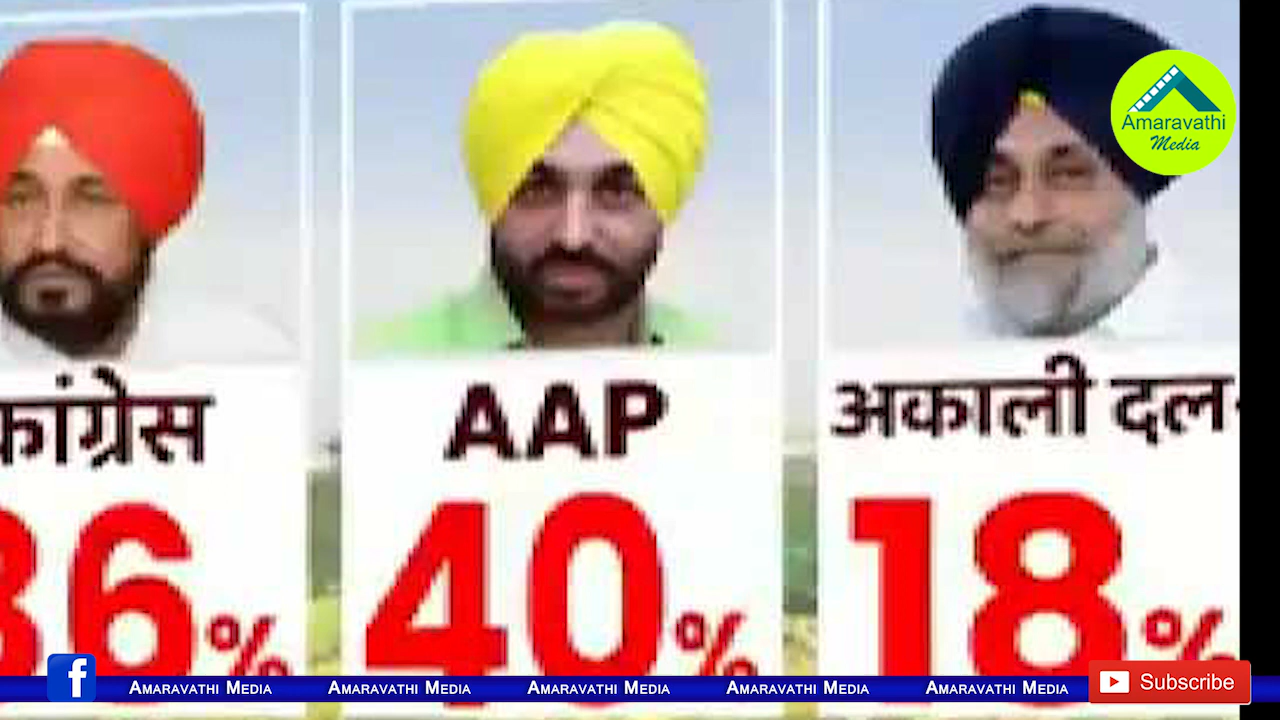 Amaravathi
Media
कांग्रेस
AAP
अकाली दल
36%
40%
18%
f
AMARAVATHI MEDIA AMARAVATHI MEDIA AMARAVATHI MEDIA AMARAVATHI MEDIA AMARAVATHI MEDIA
Subscribe